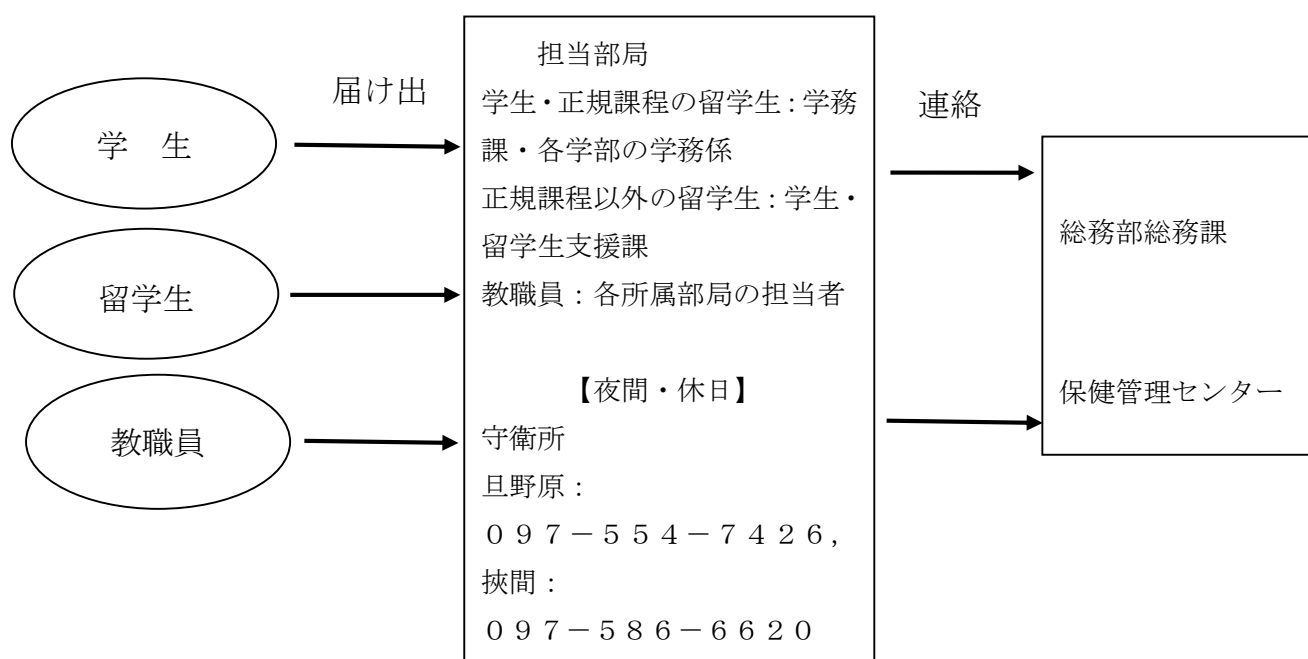 学　生
留学生
教職員
届け出
担当部局
学生・正規課程の留学生：学務
課・各学部の学務係
正規課程以外の留学生：学生・
留学生支援課
教職員：各所属部局の担当者
【夜間・休日】
守衛所
旦野原：
０９７－５５４－７４２６，
挾間：
０９７－５８６－６６２０
連絡
総務部総務課
保健管理センター